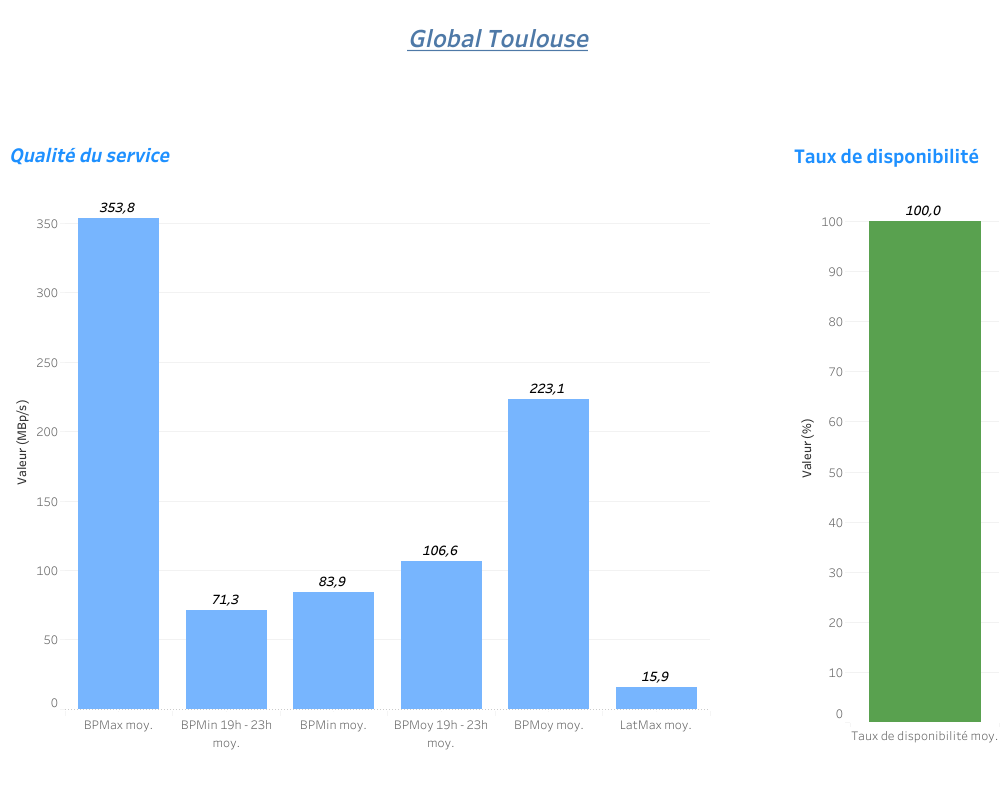 Global Toulouse
Qualité du service
Taux de disponibilité
353,8
71,3
83,9
106,6
223,1
15,9
350
300
250
200
150
100
50
0
Valeur (MBp/s)
BPMax moy.
BPMin 19h - 23h
moy.
BPMin moy.
BPMoy 19h - 23h
moy.
BPMoy moy.
LatMax moy.
100,0
100
90
80
70
60
50
40
30
20
10
0
Valeur (%)
Taux de disponibilité moy.